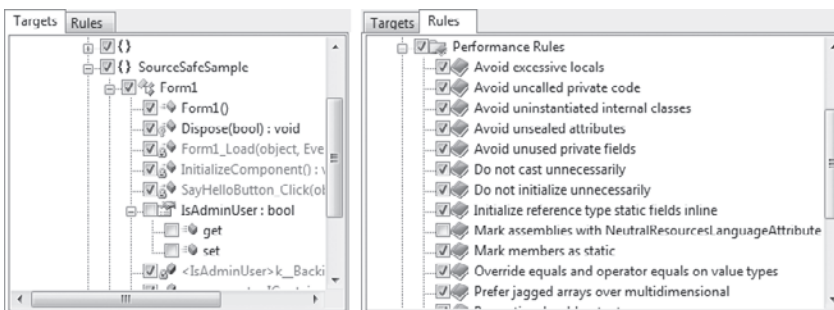 Targets Rules
{}
{} SourceSafeSample
Form1
Form1()
Dispose(bool) : void
Form1_Load(object, Eve
InitializeComponent() : v
SayHelloButton_Click(ob
IsAdminUser : bool
get
set
<IsAdminUser>k__Backi
Targets Rules
Performance Rules
Avoid excessive locals
Avoid uncalled private code
Avoid uninstantiated internal classes
Avoid unsealed attributes
Avoid unused private fields
Do not cast unnecessarily
Do not initialize unnecessarily
Initialize reference type static fields inline
Mark assemblies with NeutralResourcesLanguageAttribute
Mark members as static
Override equals and operator equals on value types
Prefer jagged arrays over multidimensional